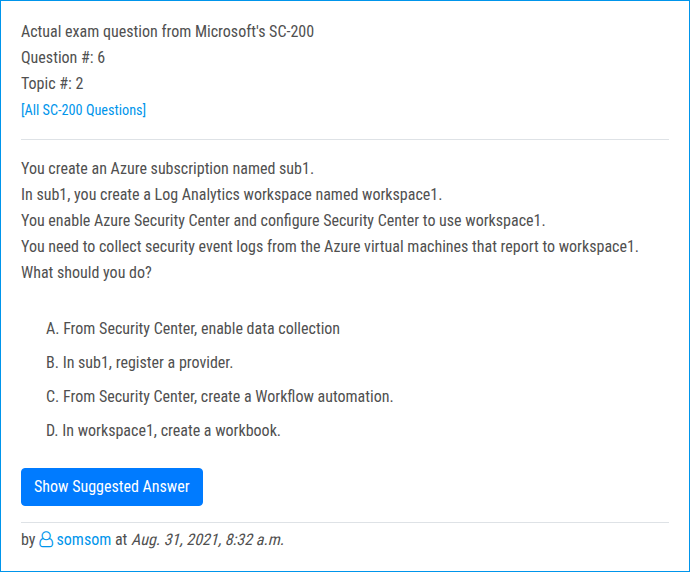 Actual exam question from Microsoft's SC-200
Question #: 6
Topic #: 2
[All SC-200 Questions]
You create an Azure subscription named sub1.
In sub1, you create a Log Analytics workspace named workspace1.
You enable Azure Security Center and configure Security Center to use workspace1.
You need to collect security event logs from the Azure virtual machines that report to workspace1.
What should you do?
A. From Security Center, enable data collection
B. In sub1, register a provider.
C. From Security Center, create a Workflow automation.
D. In workspace1, create a workbook.
Show Suggested Answer
by somsom at Aug. 31, 2021, 8:32 a.m.